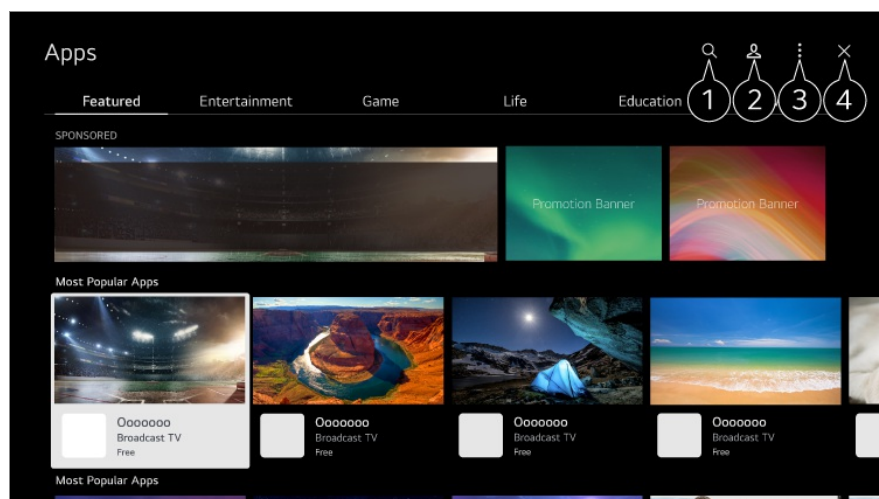 Apps
Featured Entertainment Game Life Education
1 2 3 4
SPONSORED
Promotion Banner Promotion Banner
Most Popular Apps
Ooooooo Ooooooo Ooooooo Ooooooo
Broadcast TV Broadcast TV Broadcast TV Broadcast TV
Free Free Free Free
Most Popular Apps